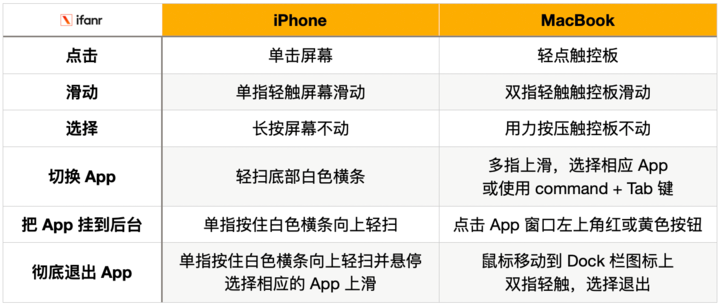 ifanr
iPhone
MacBook
点击
单击屏幕
轻点触控板
滑动
单指轻触屏幕滑动
双指轻触触控板滑动
选择
长按屏幕不动
用力按压触控板不动
切换 App
轻扫底部白色横条
多指上滑，选择相应 App
或使用 command + Tab 键
把 App 挂到后台
单指按住白色横条向上轻扫
点击 App 窗口左上角红或黄色按钮
彻底退出 App
单指按住白色横条向上轻扫并悬停
选择相应的 App 上滑
鼠标移动到 Dock 栏图标上
双指轻触，选择退出